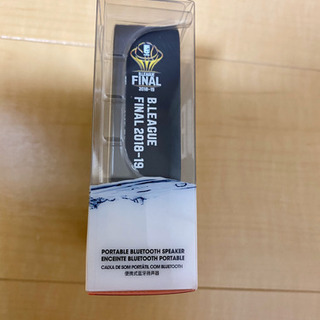 B.LEAGUE
FINAL
2018-19
B.LEAGUE
FINAL 2018-19
PORTABLE BLUETOOTH SPEAKER
ENCEINTE BLUETOOTH PORTABLE
CAIXA DE SOM PORTÁTIL COM BLUETOOTH
便携式蓝牙扬声器